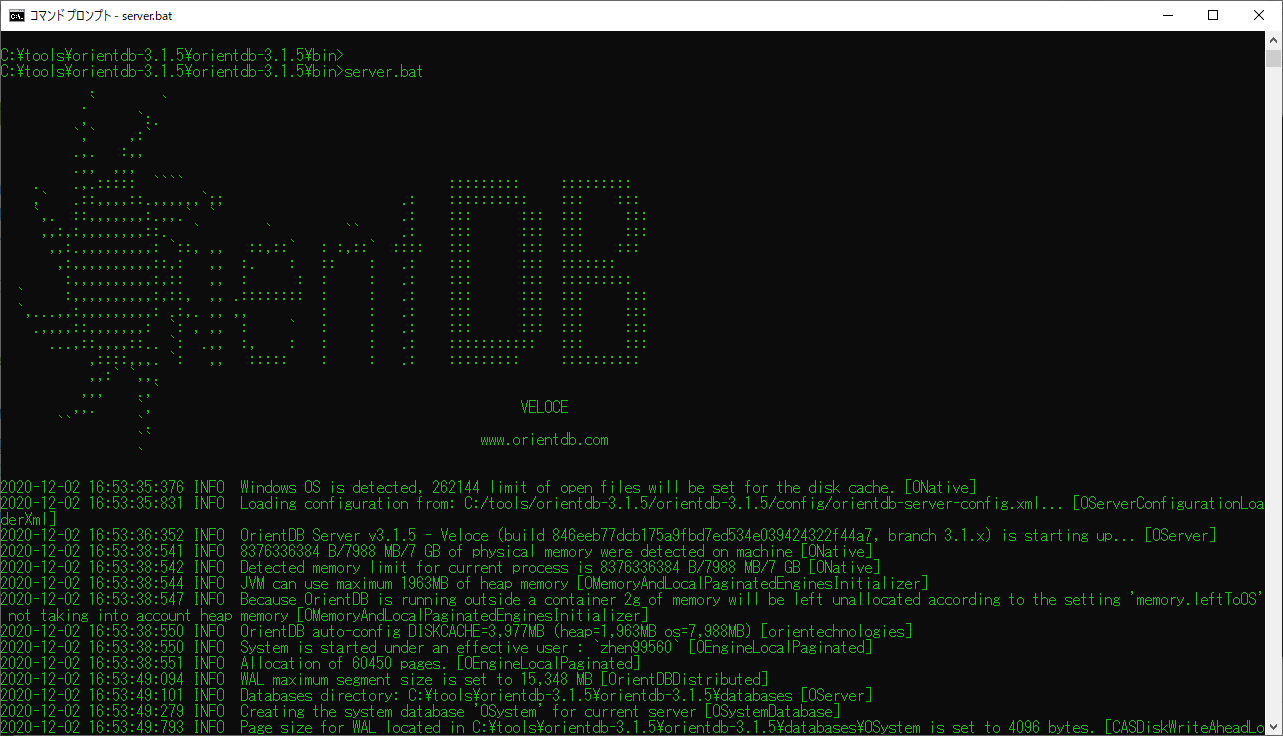 コマンド プロンプト - server.bat
C:¥tools¥orientdb-3.1.5¥orientdb-3.1.5¥bin>
C:¥tools¥orientdb-3.1.5¥orientdb-3.1.5¥bin>server.bat
OrientDB
VELOCE
www.orientdb.com
2020-12-02 16:53:35:376 INFO  Windows OS is detected, 262144 limit of open files will be set for the disk cache. [ONative]
2020-12-02 16:53:35:831 INFO  Loading configuration from: C:/tools/orientdb-3.1.5/orientdb-3.1.5/config/orientdb-server-config.xml... [OServerConfigurationLoa
derXml]
2020-12-02 16:53:36:352 INFO  OrientDB Server v3.1.5 - Veloce (build 846eeb77dcb175a9fbd7ed534e039424322f44a7, branch 3.1.x) is starting up... [OServer]
2020-12-02 16:53:38:541 INFO  8376336384 B/7988 MB/7 GB of physical memory were detected on machine [ONative]
2020-12-02 16:53:38:542 INFO  Detected memory limit for current process is 8376336384 B/7988 MB/7 GB [ONative]
2020-12-02 16:53:38:544 INFO  JVM can use maximum 1963MB of heap memory [OMemoryAndLocalPaginatedEnginesInitializer]
2020-12-02 16:53:38:547 INFO  Because OrientDB is running outside a container 2g of memory will be left unallocated according to the setting 'memory.leftToOS'
not taking into account heap memory [OMemoryAndLocalPaginatedEnginesInitializer]
2020-12-02 16:53:38:550 INFO  OrientDB auto-config DISKCACHE=3,977MB (heap=1,963MB os=7,988MB) [orientechnologies]
2020-12-02 16:53:38:550 INFO  System is started under an effective user : `zhen99560` [OEngineLocalPaginated]
2020-12-02 16:53:38:551 INFO  Allocation of 60450 pages. [OEngineLocalPaginated]
2020-12-02 16:53:49:094 INFO  WAL maximum segment size is set to 15,348 MB [OrientDBDistributed]
2020-12-02 16:53:49:101 INFO  Databases directory: C:¥tools¥orientdb-3.1.5¥orientdb-3.1.5¥databases [OServer]
2020-12-02 16:53:49:279 INFO  Creating the system database 'OSystem' for current server [OSystemDatabase]
2020-12-02 16:53:49:793 INFO  Page size for WAL located in C:¥tools¥orientdb-3.1.5¥orientdb-3.1.5¥databases¥OSystem is set to 4096 bytes. [CASDiskWriteAheadLo